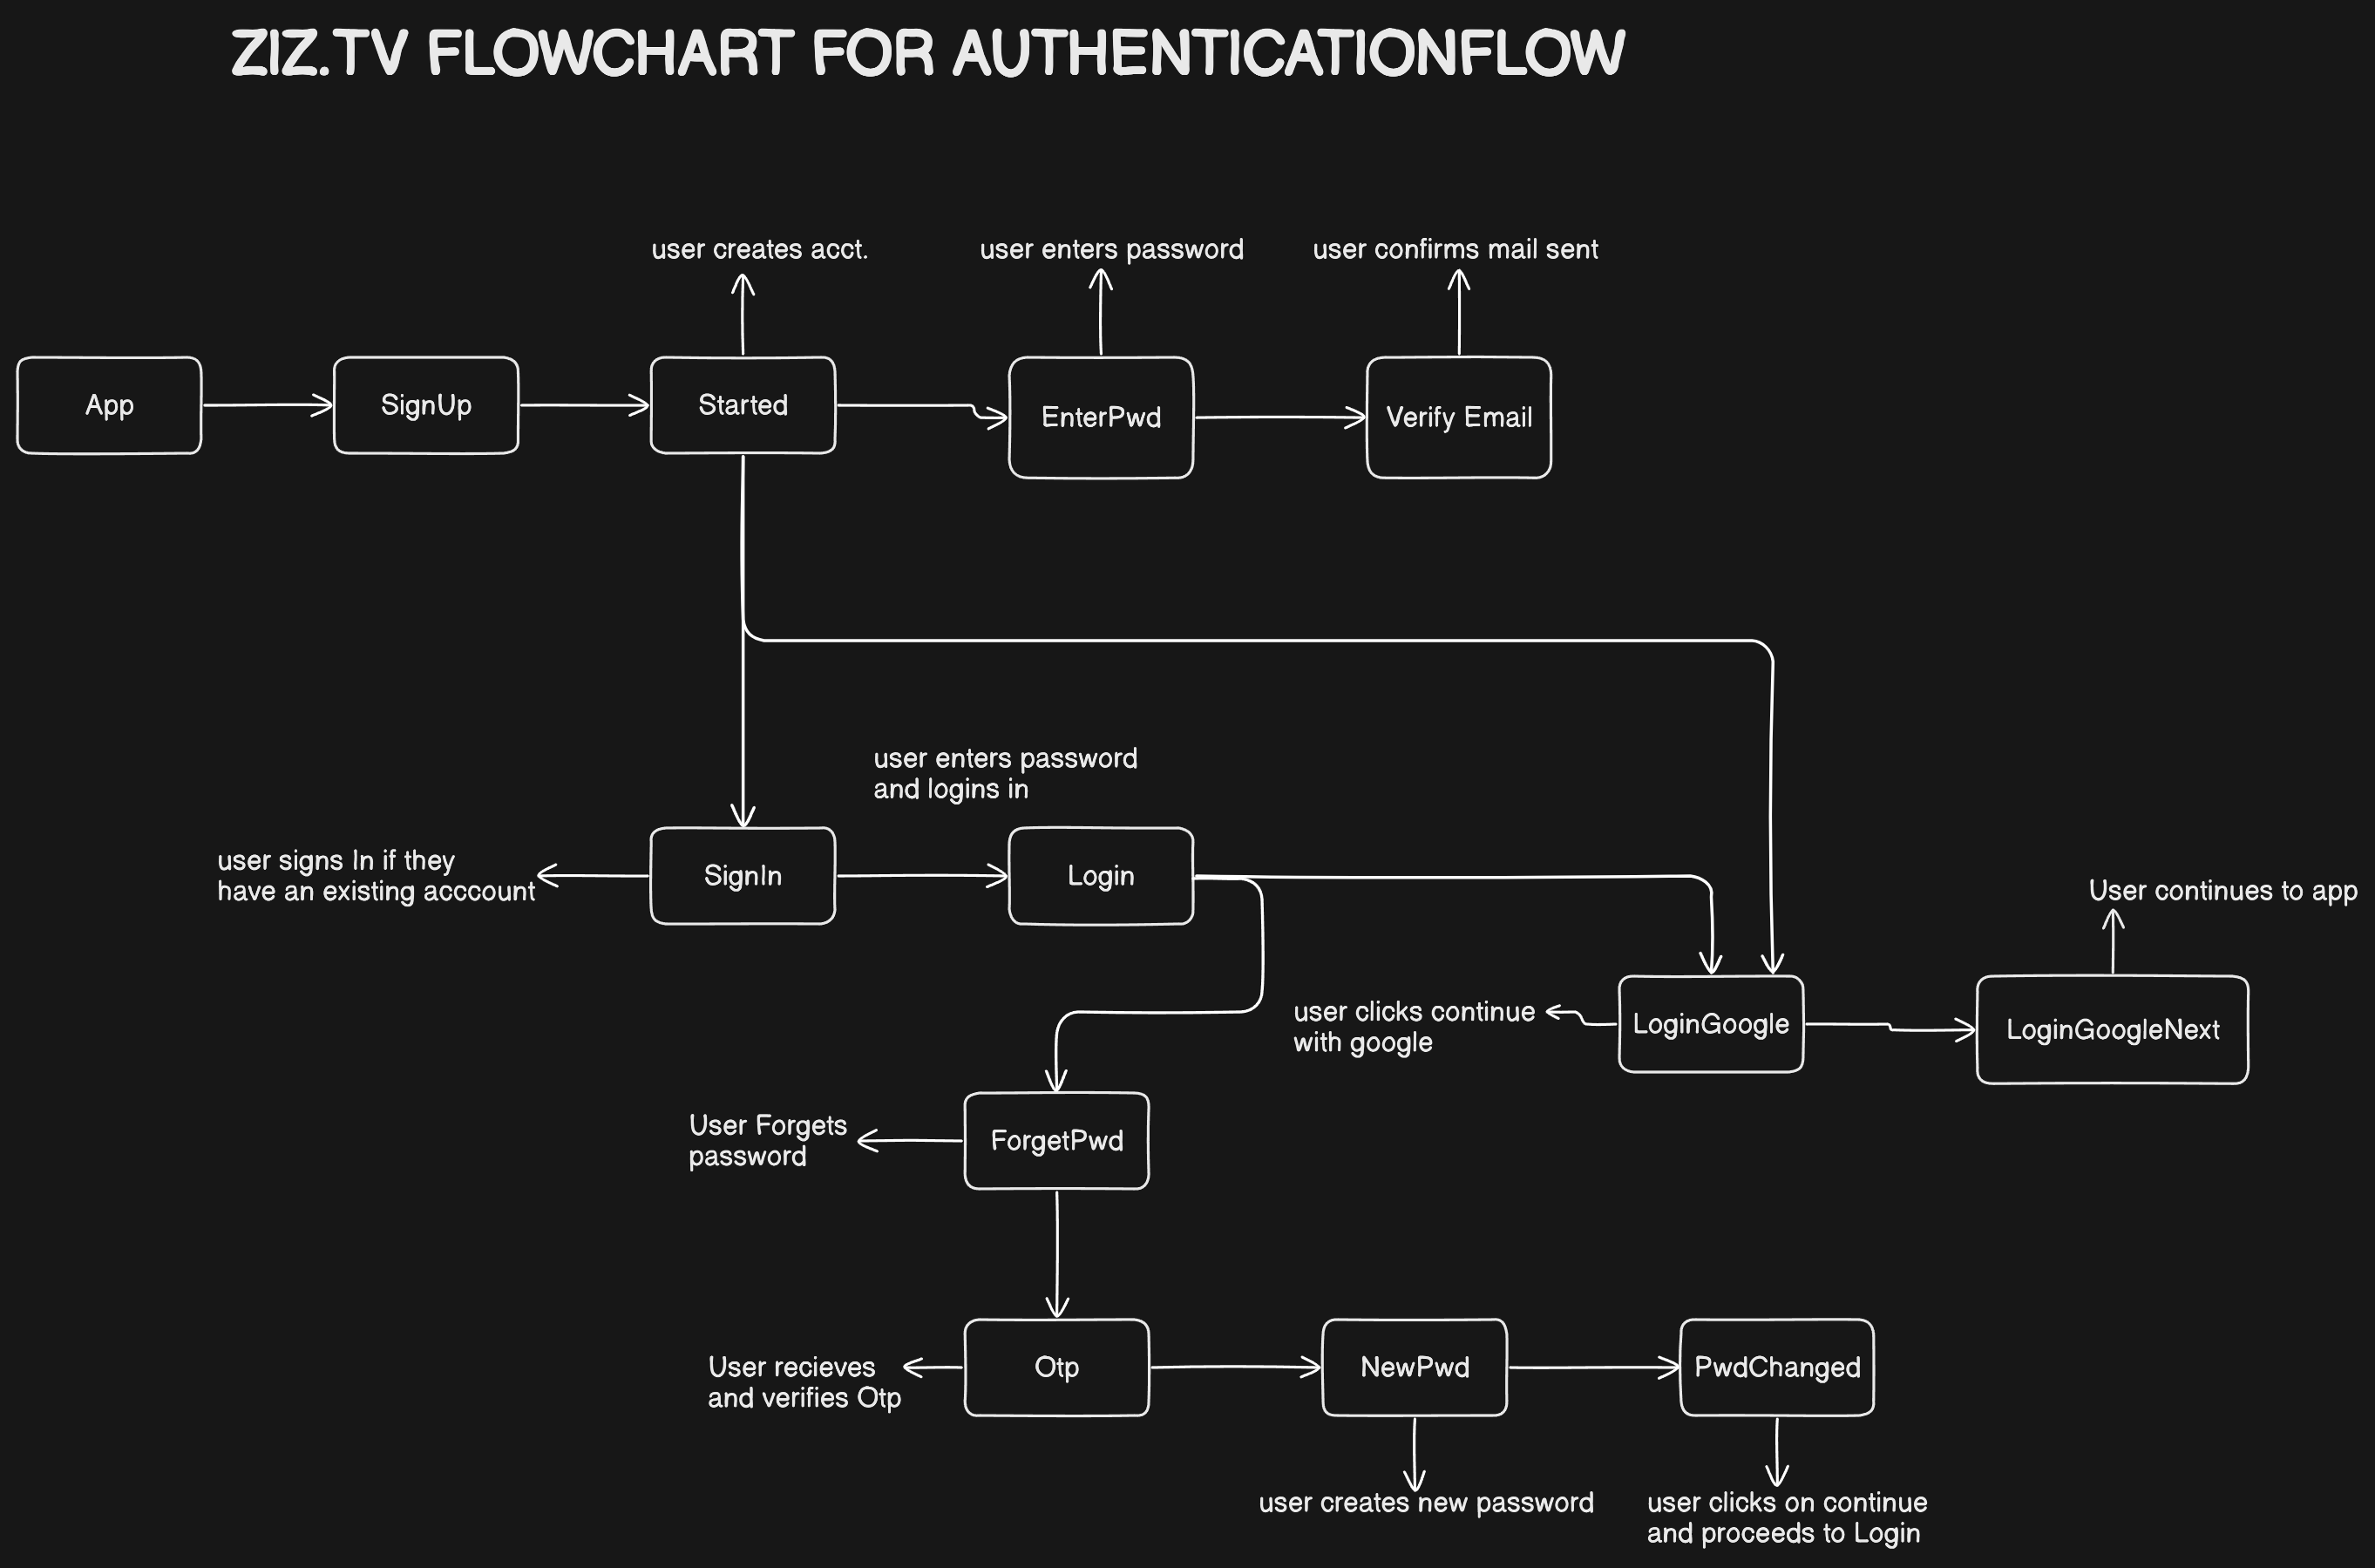 ZIZ.TV FLOWCHART FOR AUTHENTICATIONFLOW
user creates acct.
user enters password
user confirms mail sent
App
SignUp
Started
EnterPwd
Verify Email
user enters password
and logins in
user signs In if they
have an existing acccount
SignIn
Login
User continues to app
user clicks continue
with google
LoginGoogle
LoginGoogleNext
User Forgets
password
ForgetPwd
User recieves
and verifies Otp
Otp
NewPwd
PwdChanged
user creates new password
user clicks on continue
and proceeds to Login